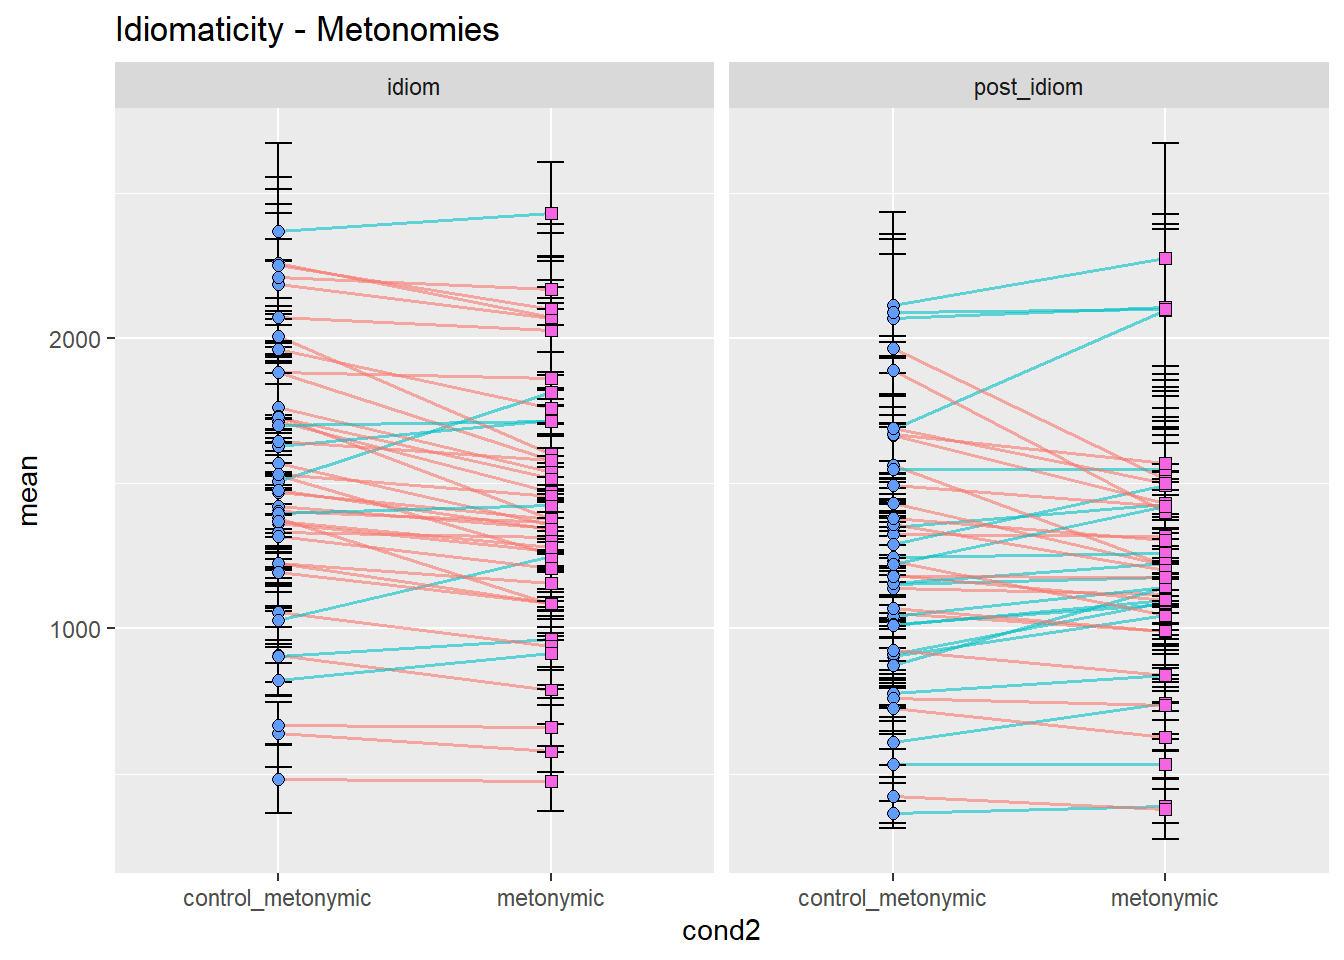 Idiomaticity - Metonomies
idiom
post_idiom
mean
2000
1000
control_metonymic
metonymic
control_metonymic
metonymic
cond2